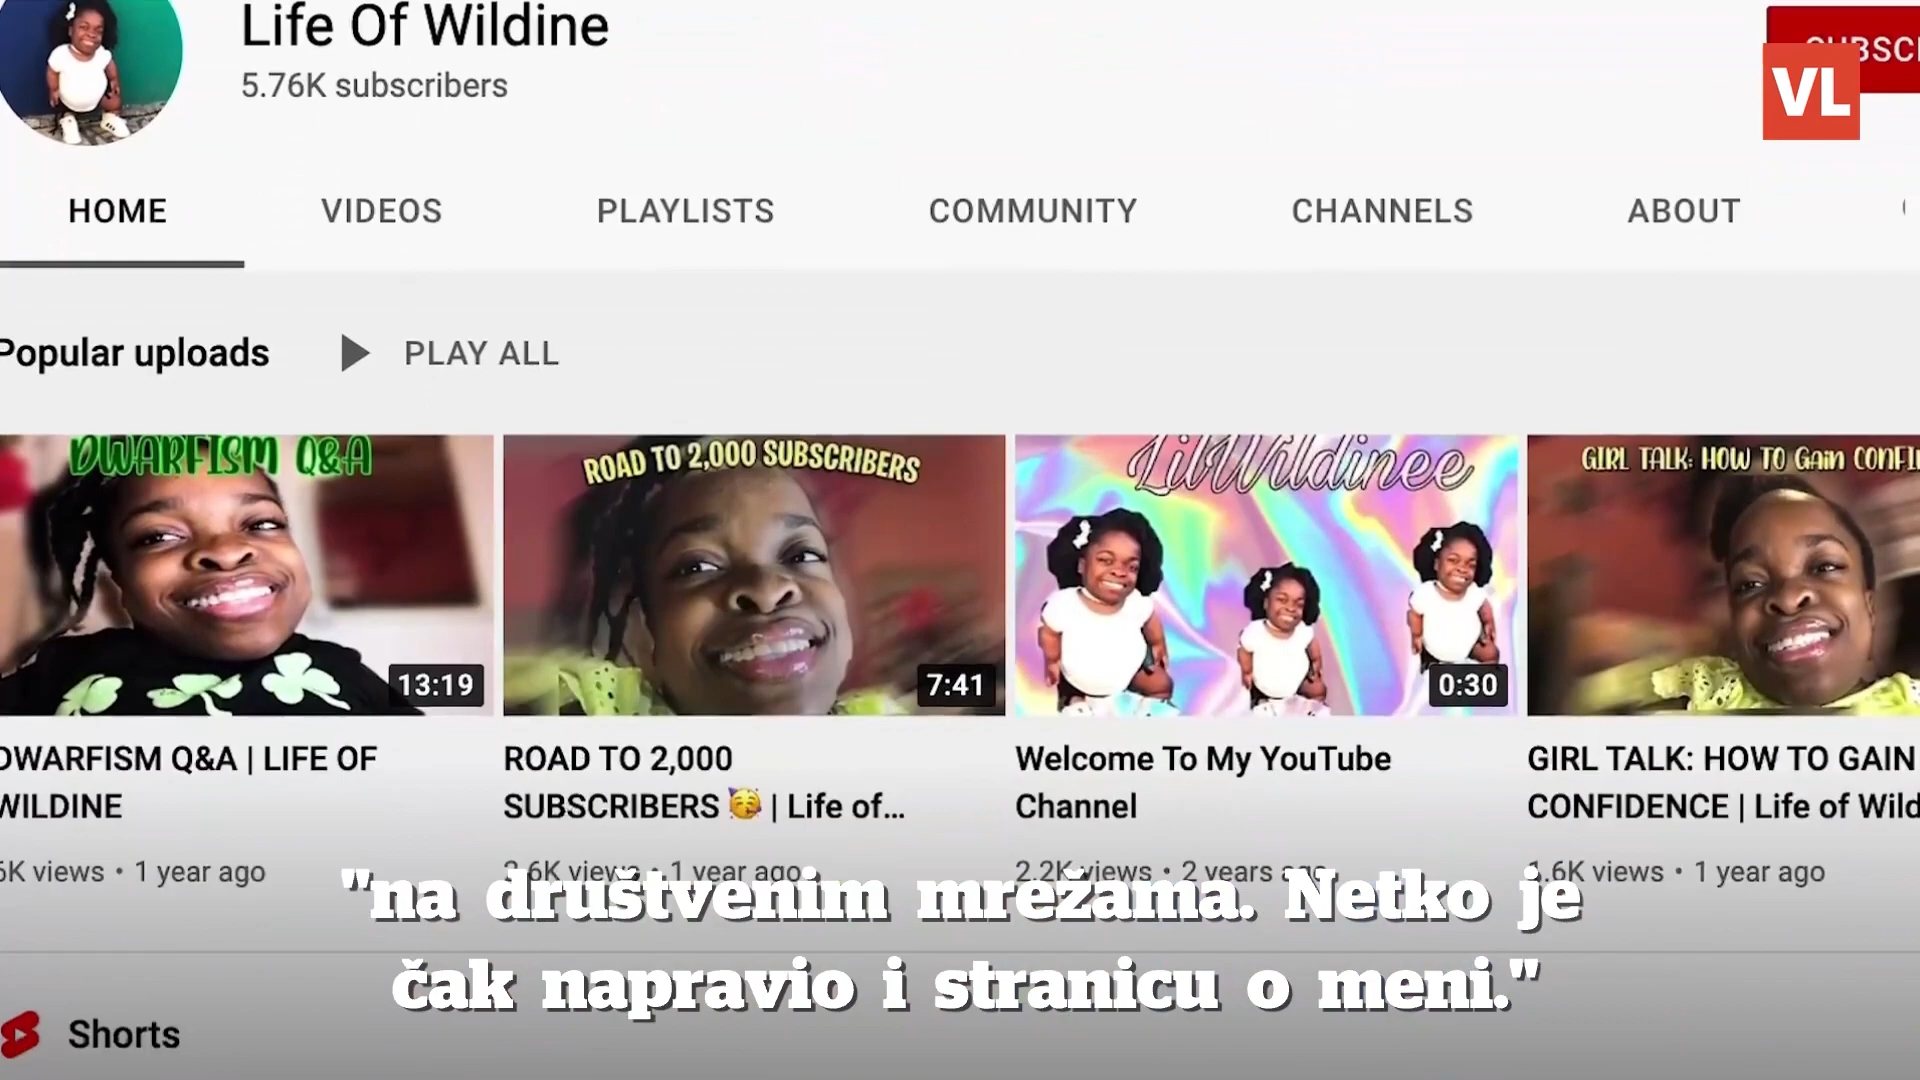 Life Of Wildine
5.76K subscribers
VL
HOME
VIDEOS
PLAYLISTS
COMMUNITY
CHANNELS
ABOUT
Popular uploads
PLAY ALL
DWARFISM Q&A
13:19
ROAD TO 2,000 SUBSCRIBERS
7:41
LilWildinee
0:30
GIRL TALK: HOW TO GAIN
DWARFISM Q&A | LIFE OF
WILDINE
views • 1 year ago
ROAD TO 2,000
SUBSCRIBERS 🥳 | Life of...
views • 1 year ago
Welcome To My YouTube
Channel
2.2K views • 2 years ago
GIRL TALK: HOW TO GAIN
CONFIDENCE | Life of Wild
views • 1 year ago
"na društvenim mrežama. Netko je
čak napravio i stranicu o meni."
Shorts